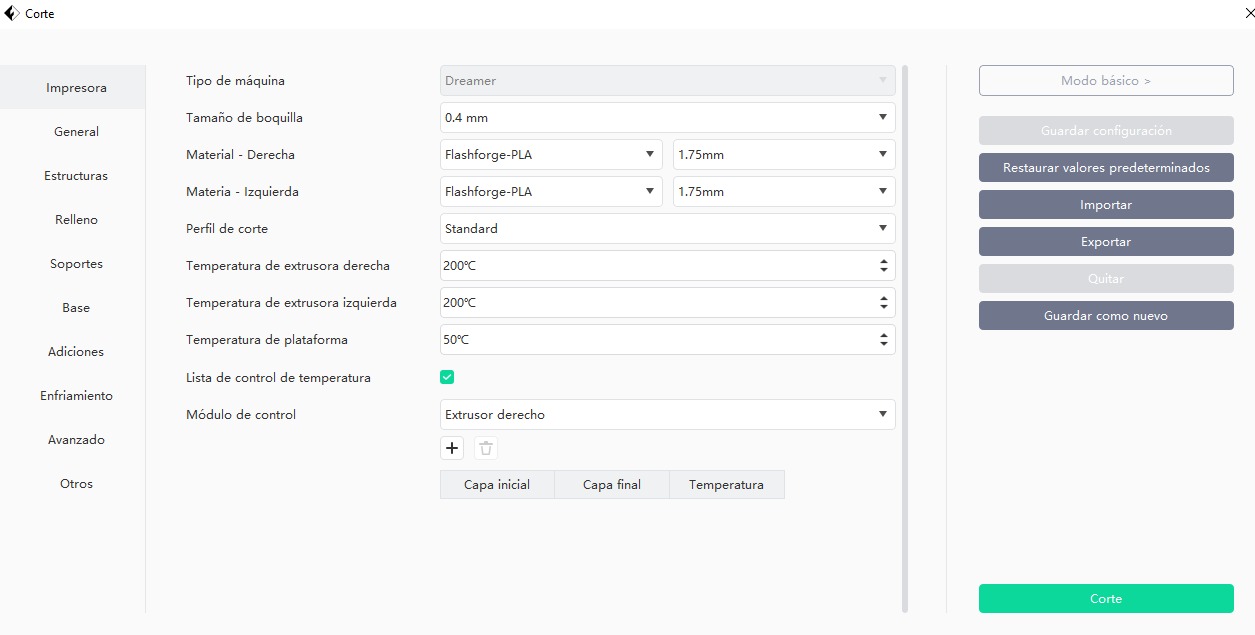 Corte
Impresora
General
Estructuras
Relleno
Soportes
Base
Adiciones
Enfriamiento
Avanzado
Otros
Tipo de máquina Dreamer
Tamaño de boquilla 0.4 mm
Material - Derecha Flashforge-PLA 1.75mm
Materia - Izquierda Flashforge-PLA 1.75mm
Perfil de corte Standard
Temperatura de extrusora derecha 200℃
Temperatura de extrusora izquierda 200℃
Temperatura de plataforma 50℃
Lista de control de temperatura
Módulo de control Extrusor derecho
Capa inicial Capa final Temperatura
Modo básico >
Guardar configuración
Restaurar valores predeterminados
Importar
Exportar
Quitar
Guardar como nuevo
Corte